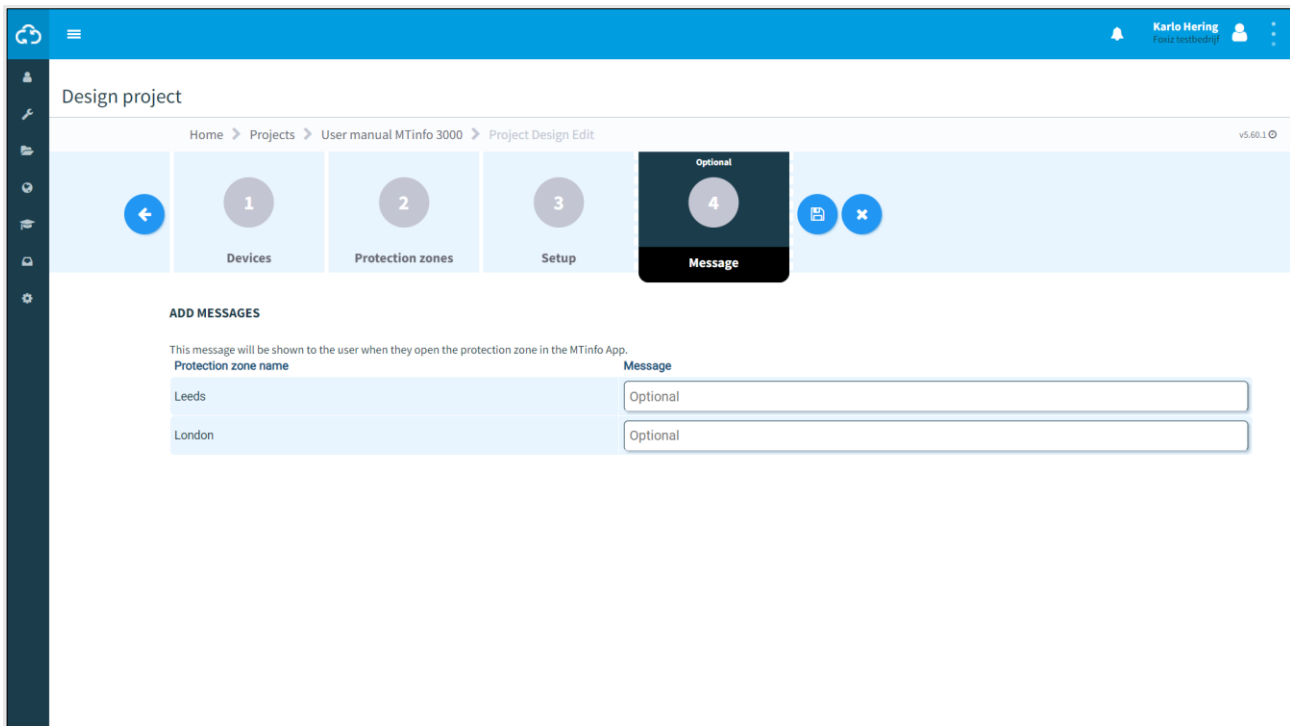 Karlo Hering
Foxiz testbedrijf
Design project
Home Projects User manual MTinfo 3000 Project Design Edit
v5.60.1
Optional
1 2 3 4
Devices Protection zones Setup Message
ADD MESSAGES
This message will be shown to the user when they open the protection zone in the MTinfo App.
Protection zone name Message
Leeds Optional
London Optional